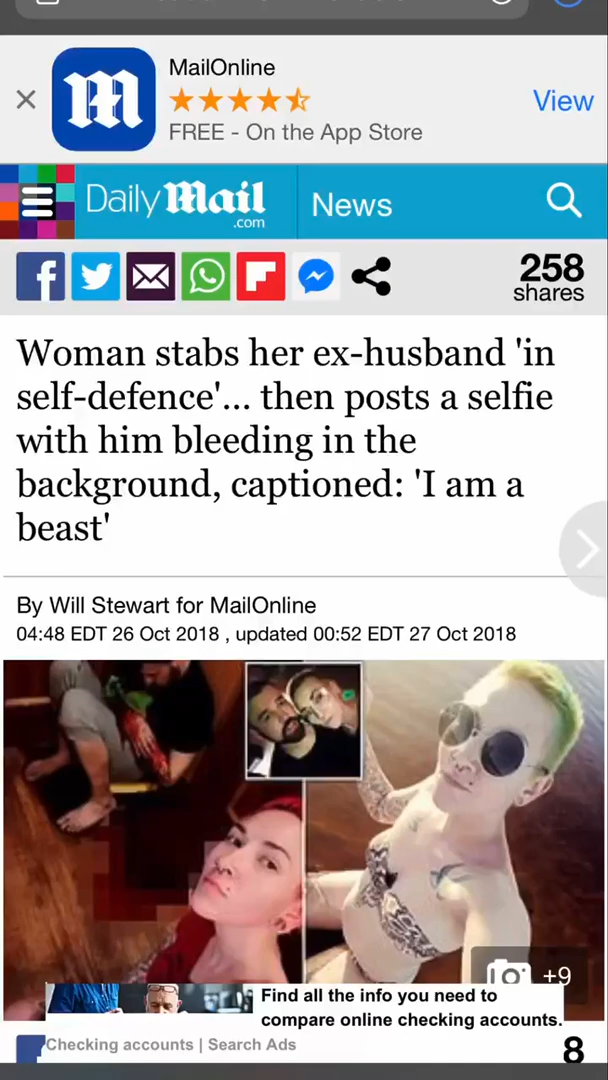 MailOnline
FREE - On the App Store
View
Daily Mail
.com
News
258
shares
Woman stabs her ex-husband 'in
self-defence'... then posts a selfie
with him bleeding in the
background, captioned: 'I am a
beast'
By Will Stewart for MailOnline
04:48 EDT 26 Oct 2018 , updated 00:52 EDT 27 Oct 2018
+9
Find all the info you need to
compare online checking accounts.
Checking accounts | Search Ads
8